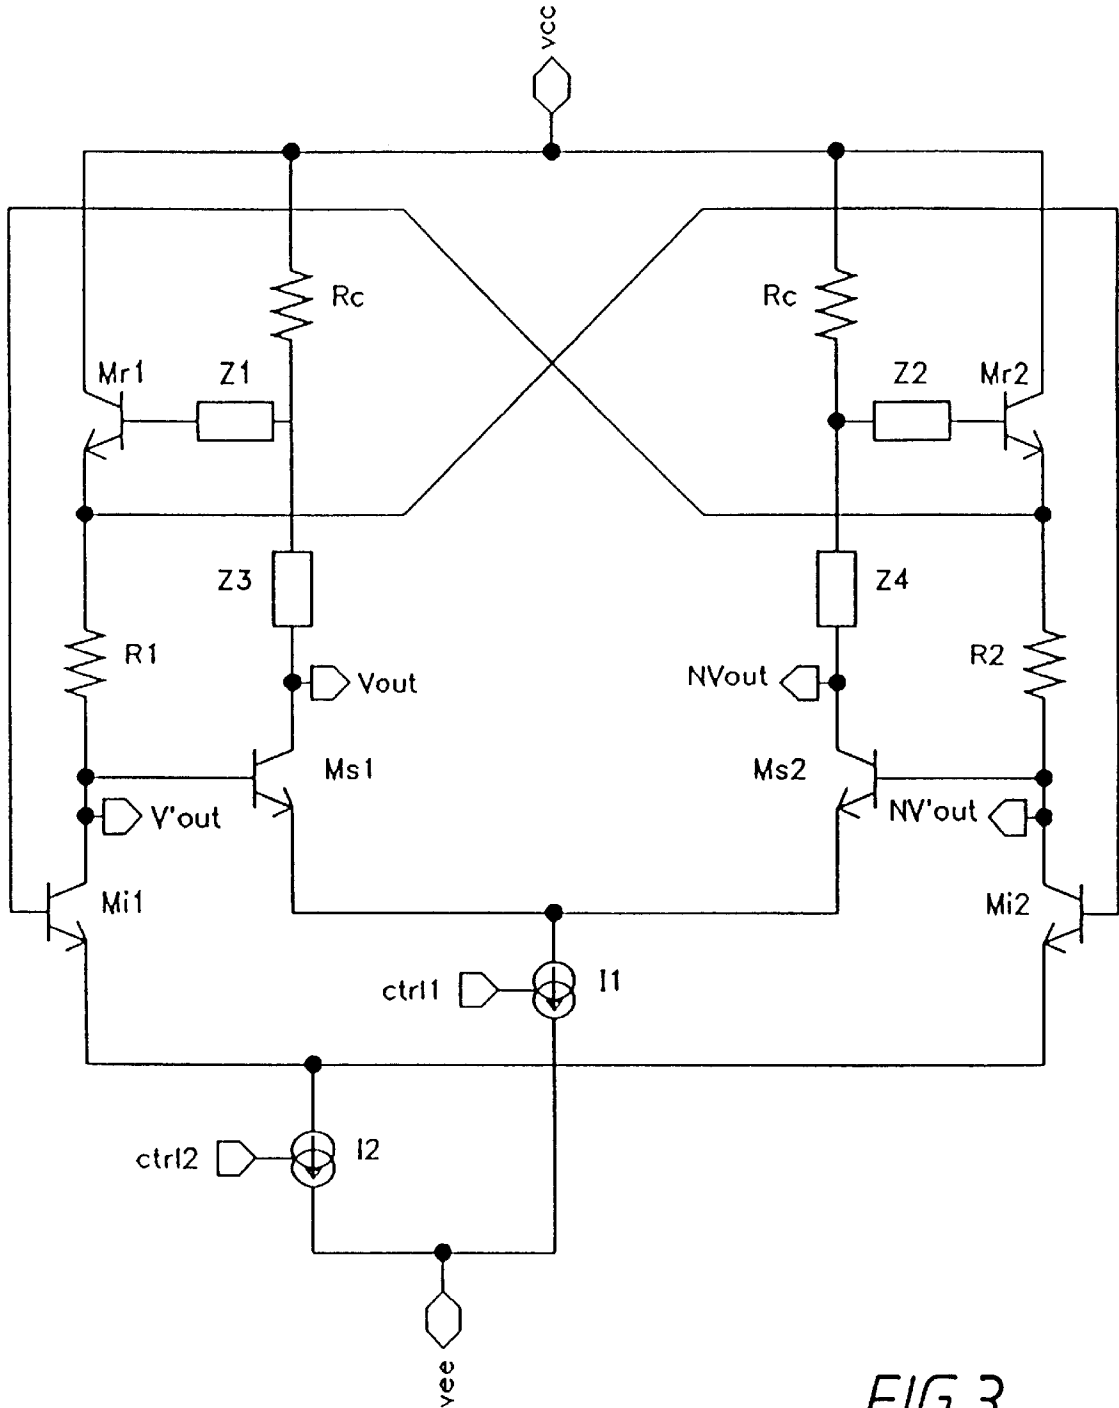 vcc
Rc
Rc
Mr1
Z1
Z2
Mr2
Z3
Z4
R1
R2
Vout
NVout
Ms1
Ms2
V'out
NV'out
Mi1
Mi2
ctrl1
I1
ctrl2
I2
vee
FIG.3